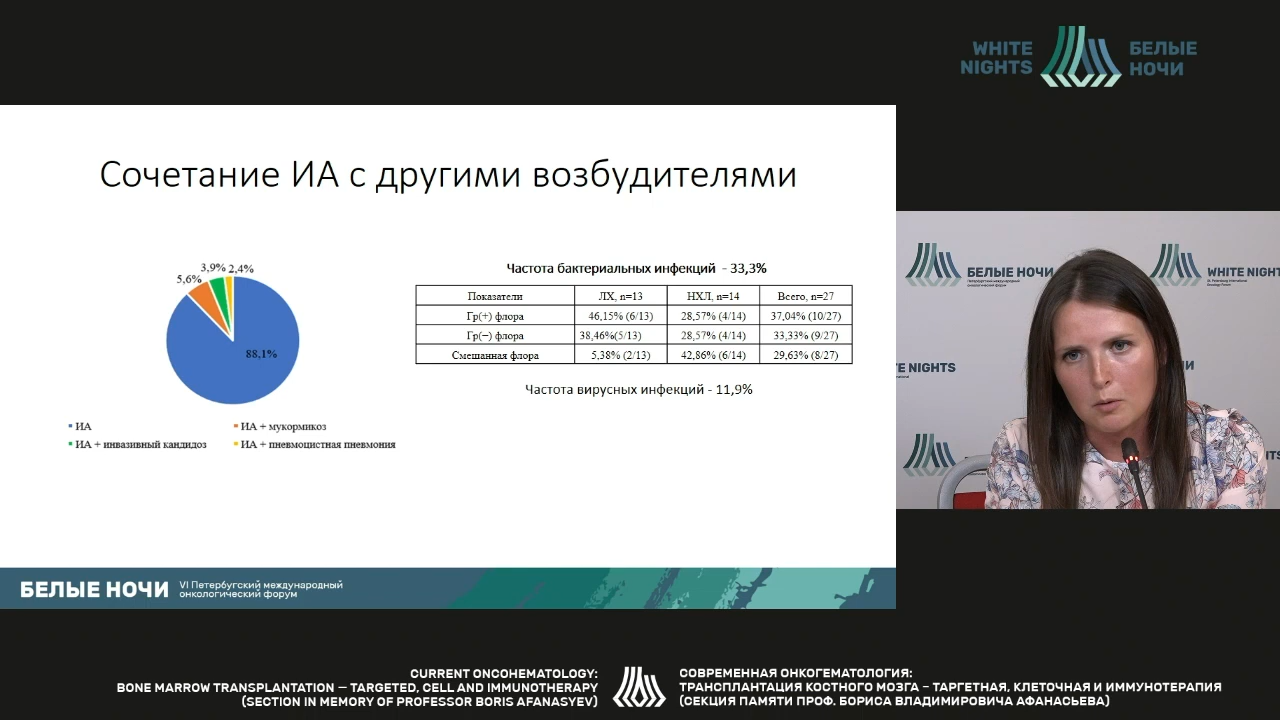 WHITE
NIGHTS
БЕЛЫЕ
НОЧИ
Сочетание ИА с другими возбудителями
5,6%
3,9%
2,4%
88,1%
ИА
ИА + мукормикоз
ИА + инвазивный кандидоз
ИА + пневмоцистная пневмония
Частота бактериальных инфекций - 33,3%
Показатели ЛХ, n=13 НХЛ, n=14 Всего, n=27
Гр(+) флора 46,15% (6/13) 28,57% (4/14) 37,04% (10/27)
Гр(−) флора 38,46%(5/13) 28,57% (4/14) 33,33% (9/27)
Смешанная флора 5,38% (2/13) 42,86% (6/14) 29,63% (8/27)
Частота вирусных инфекций - 11,9%
БЕЛЫЕ НОЧИ
VI Петербугский международный
онкологический форум
БЕЛЫЕ НОЧИ
WHITE NIGHT
TE NIGHTS
CURRENT ONCOHEMATOLOGY:
BONE MARROW TRANSPLANTATION – TARGETED, CELL AND IMMUNOTHERAPY
(SECTION IN MEMORY OF PROFESSOR BORIS AFANASYEV)
СОВРЕМЕННАЯ ОНКОГЕМАТОЛОГИЯ:
ТРАНСПЛАНТАЦИЯ КОСТНОГО МОЗГА – ТАРГЕТНАЯ, КЛЕТОЧНАЯ И ИММУНОТЕРАПИЯ
(СЕКЦИЯ ПАМЯТИ ПРОФ. БОРИСА ВЛАДИМИРОВИЧА АФАНАСЬЕВА)